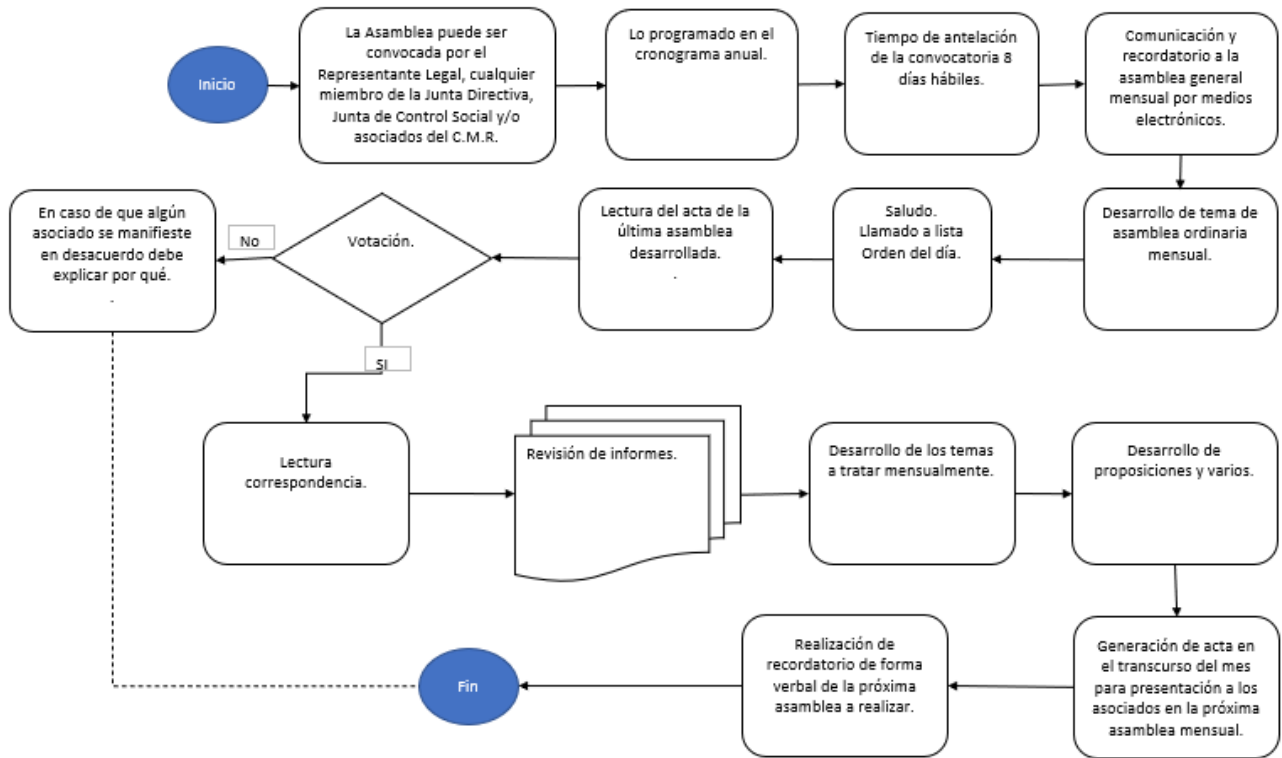 Inicio
La Asamblea puede ser
convocada por el
Representante Legal, cualquier
miembro de la Junta Directiva,
Junta de Control Social y/o
asociados del C.M.R.
Lo programado en el
cronograma anual.
Tiempo de antelación
de la convocatoria 8
días hábiles.
Comunicación y
recordatorio a la
asamblea general
mensual por medios
electrónicos.
Desarrollo de tema de
asamblea ordinaria
mensual.
Saludo.
Llamado a lista
Orden del día.
Lectura del acta de la
última asamblea
desarrollada.
.
Votación.
No
En caso de que algún
asociado se manifieste
en desacuerdo debe
explicar por qué.
.
SI
Lectura
correspondencia.
Revisión de informes.
Desarrollo de los temas
a tratar mensualmente.
Desarrollo de
proposiciones y varios.
Generación de acta en
el transcurso del mes
para presentación a los
asociados en la próxima
asamblea mensual.
Realización de
recordatorio de forma
verbal de la próxima
asamblea a realizar.
Fin